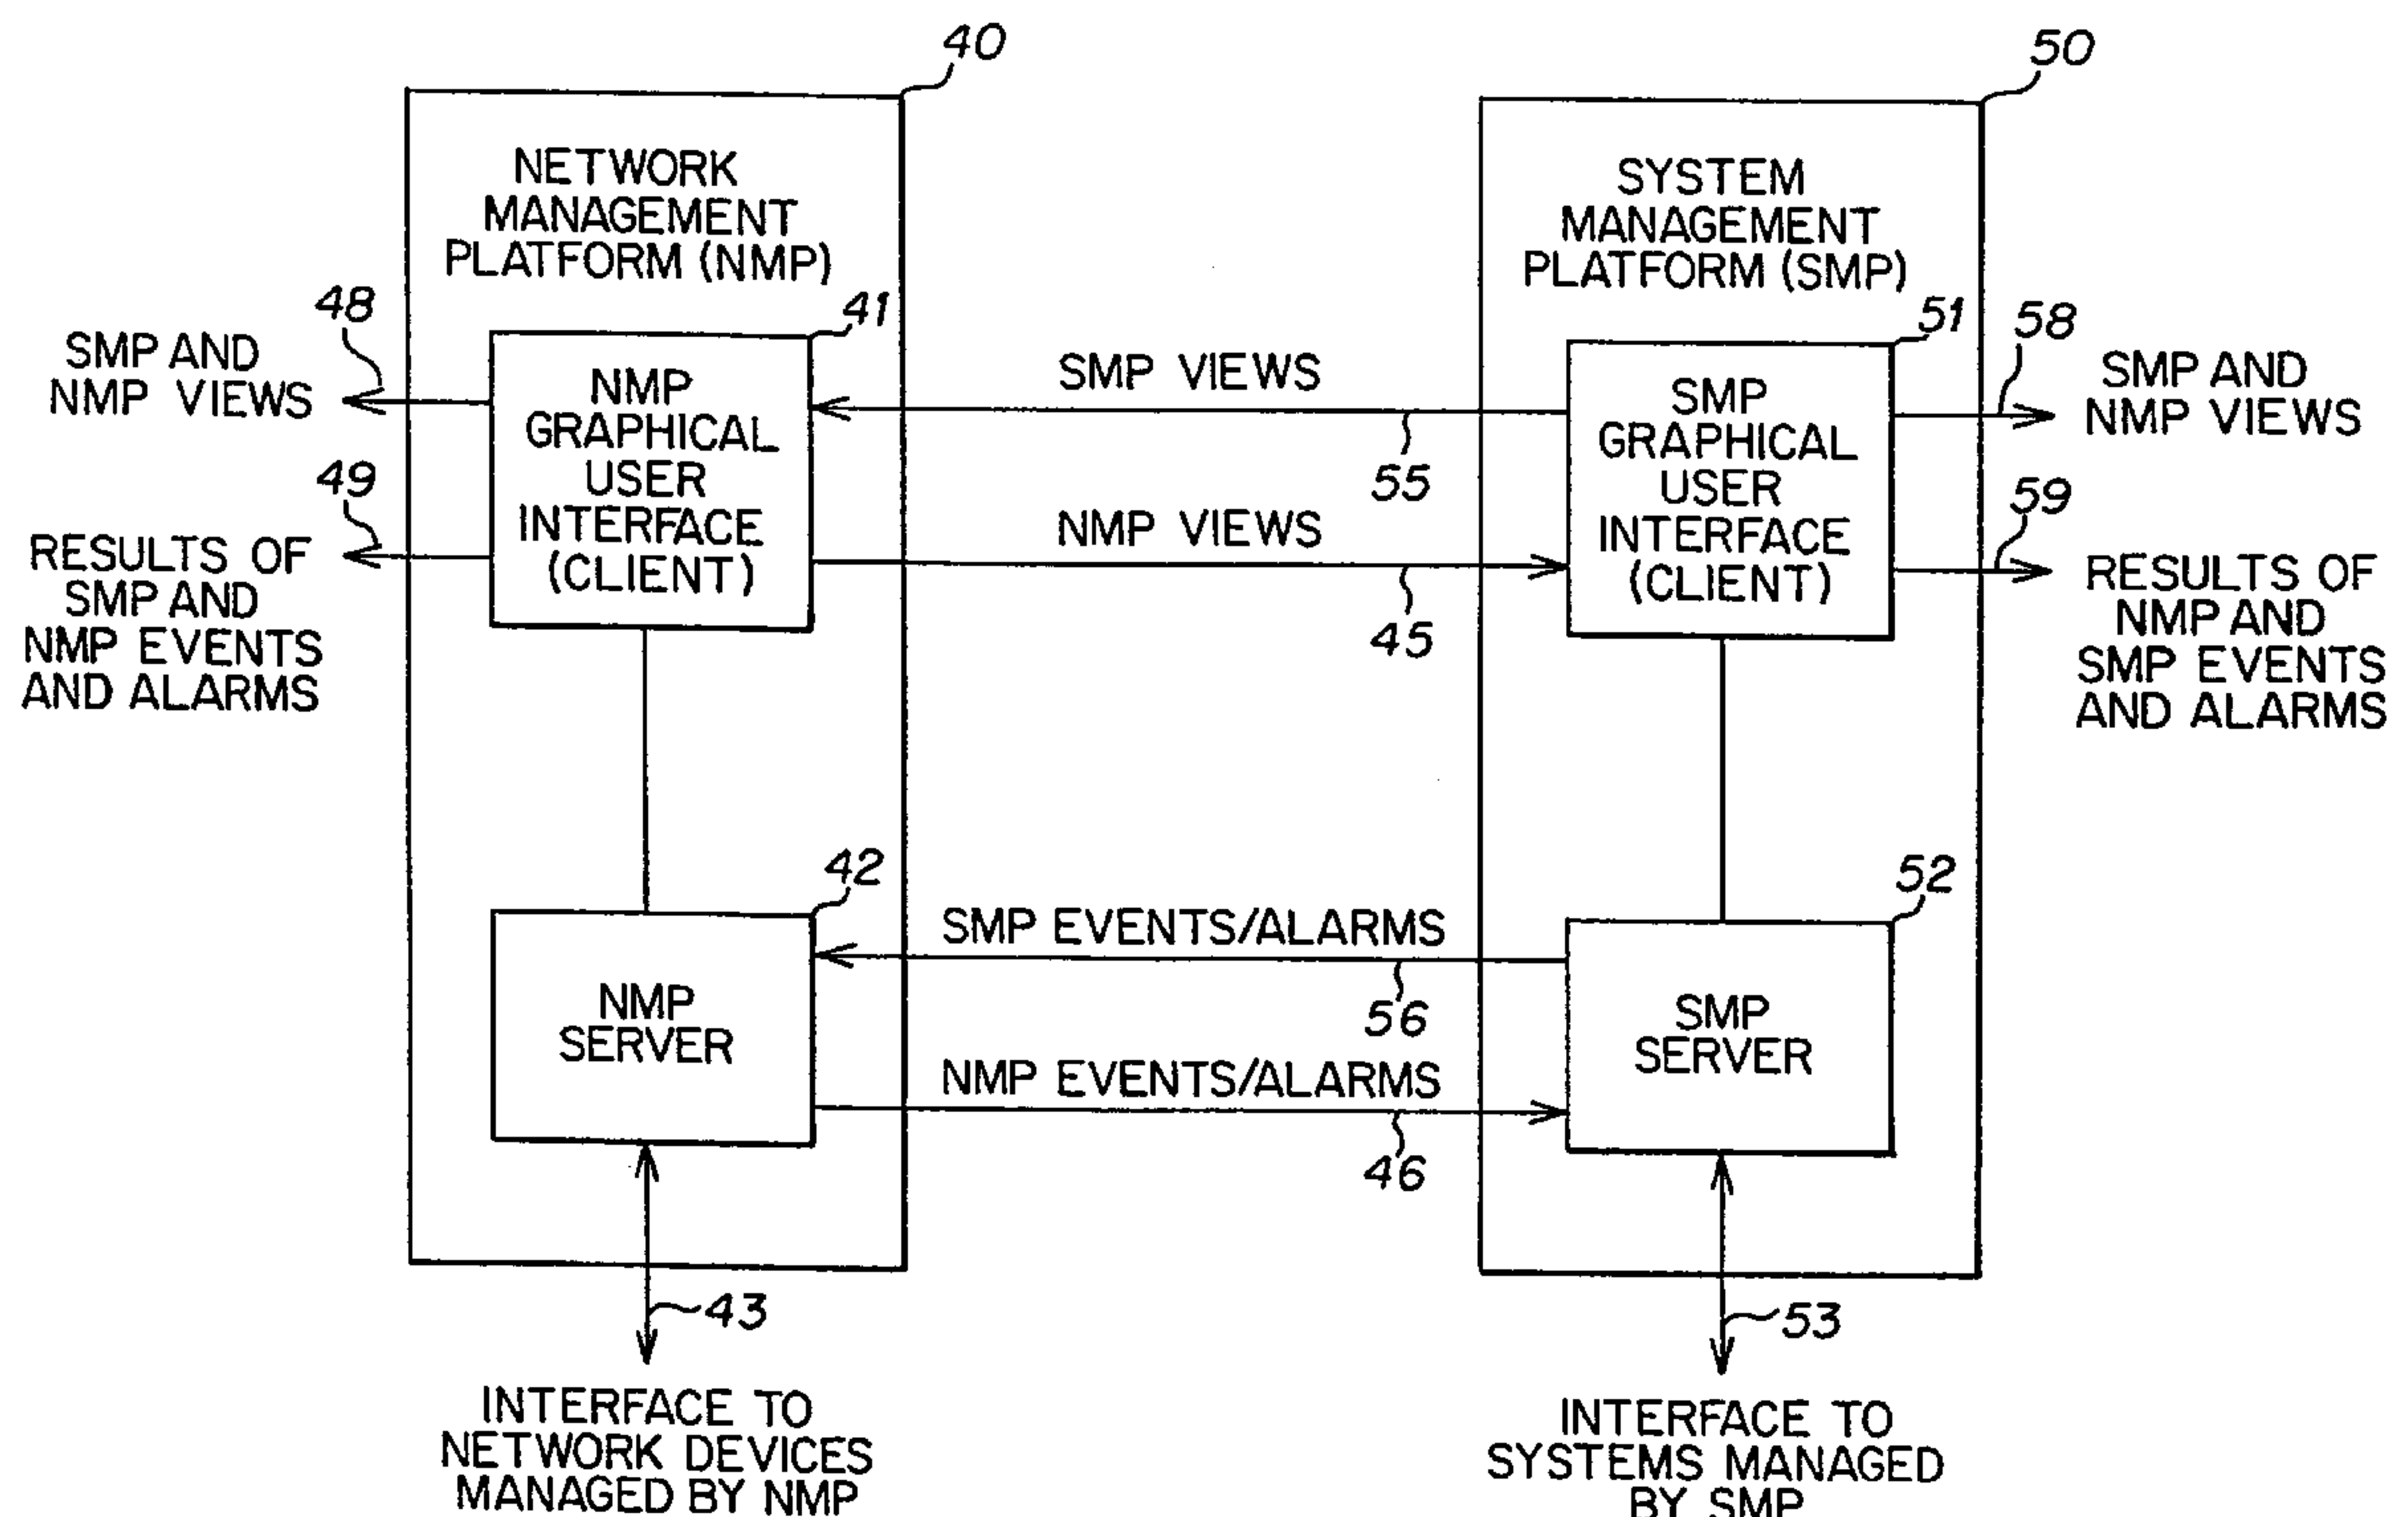 40
50
NETWORK
MANAGEMENT
PLATFORM (NMP)
SYSTEM
MANAGEMENT
PLATFORM (SMP)
48
41
51
58
SMP AND
NMP VIEWS
NMP
GRAPHICAL
USER
INTERFACE
(CLIENT)
SMP VIEWS
55
SMP
GRAPHICAL
USER
INTERFACE
(CLIENT)
SMP AND
NMP VIEWS
49
NMP VIEWS
45
59
RESULTS OF
SMP AND
NMP EVENTS
AND ALARMS
RESULTS OF
NMP AND
SMP EVENTS
AND ALARMS
42
52
NMP
SERVER
SMP EVENTS/ALARMS
56
NMP EVENTS/ALARMS
46
SMP
SERVER
43
53
INTERFACE TO
NETWORK DEVICES
MANAGED BY NMP
INTERFACE TO
SYSTEMS MANAGED
BY SMP